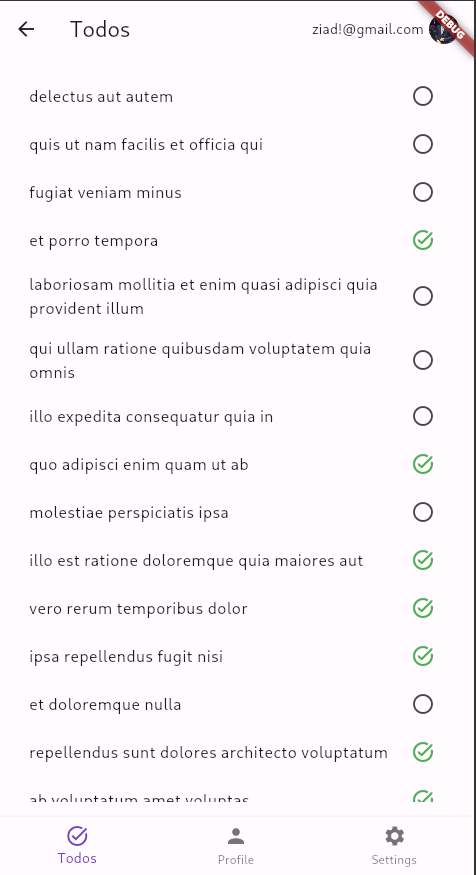 Todos
ziad!@gmail.com
DEBUG
delectus aut autem
quis ut nam facilis et officia qui
fugiat veniam minus
et porro tempora
laboriosam mollitia et enim quasi adipisci quia
provident illum
qui ullam ratione quibusdam voluptatem quia
omnis
illo expedita consequatur quia in
quo adipisci enim quam ut ab
molestiae perspiciatis ipsa
illo est ratione doloremque quia maiores aut
vero rerum temporibus dolor
ipsa repellendus fugit nisi
et doloremque nulla
repellendus sunt dolores architecto voluptatum
ab voluptatum amet voluptas
Todos
Profile
Settings